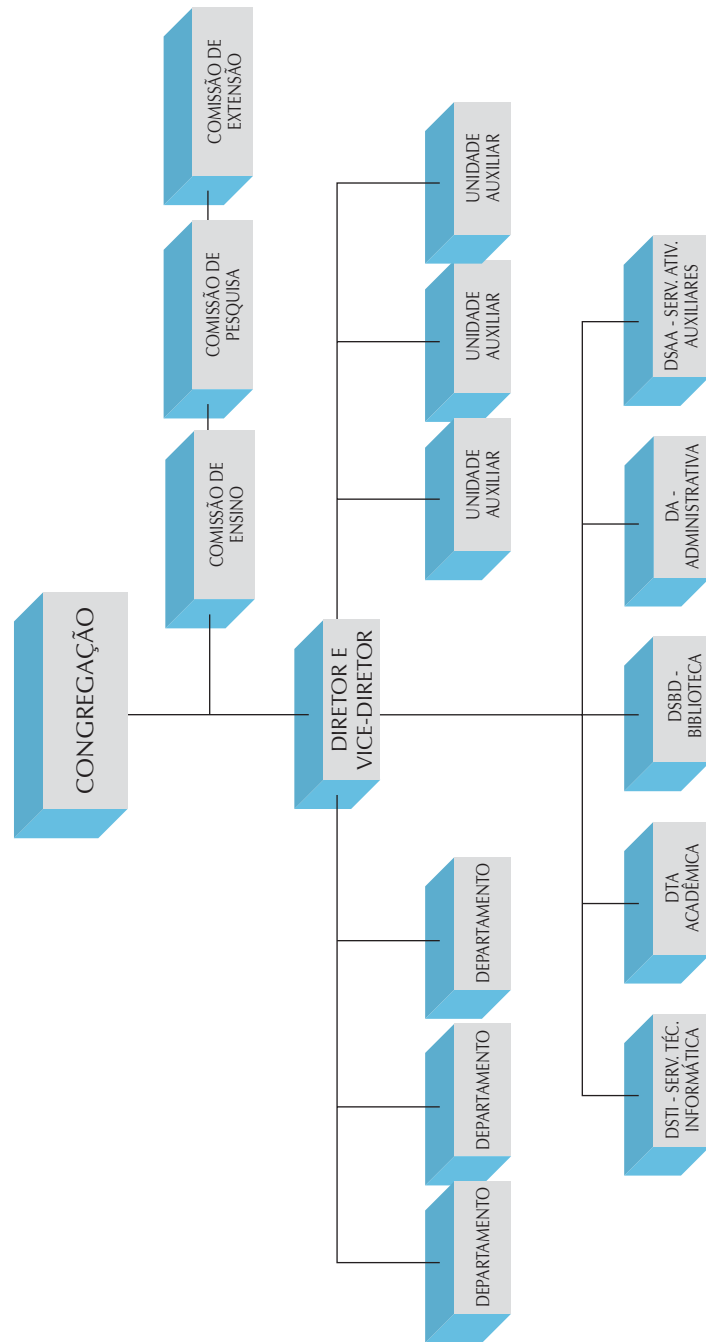 CONGREGAÇÃO
COMISSÃO DE
ENSINO
COMISSÃO DE
PESQUISA
COMISSÃO DE
EXTENSÃO
DIRETOR E
VICE-DIRETOR
DEPARTAMENTO
DEPARTAMENTO
DEPARTAMENTO
UNIDADE
AUXILIAR
UNIDADE
AUXILIAR
UNIDADE
AUXILIAR
DSTI - SERV. TÉC.
INFORMÁTICA
DTA
ACADÊMICA
DSBD -
BIBLIOTECA
DA -
ADMINISTRATIVA
DSAA - SERV. ATIV.
AUXILIARES